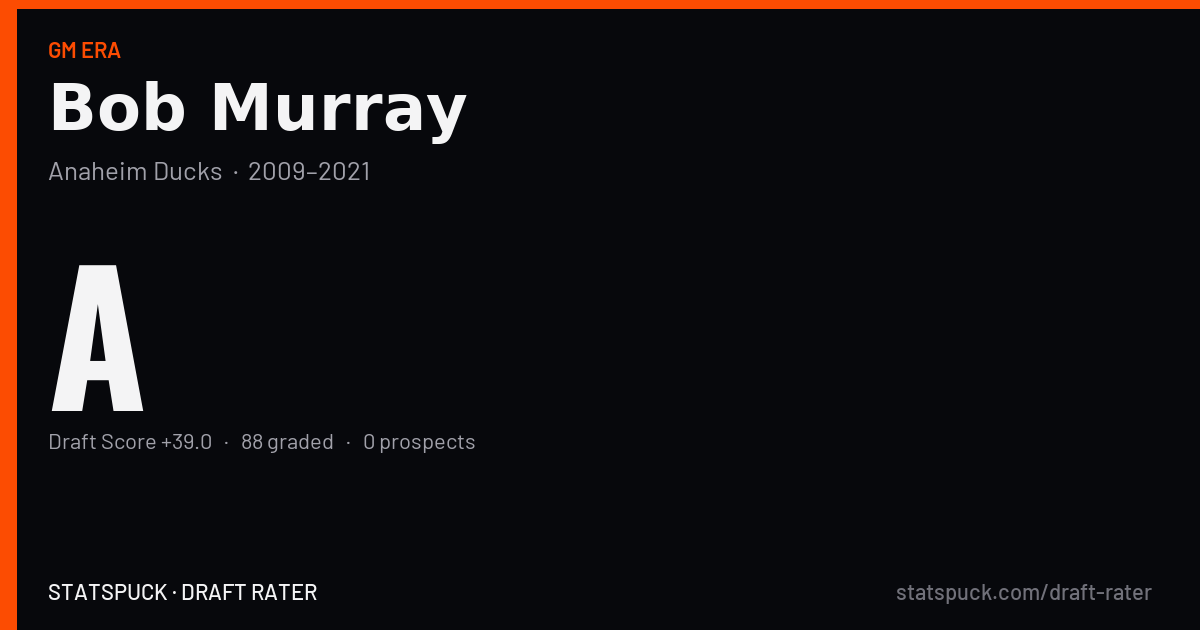 GM ERA
Bob Murray
Anaheim Ducks · 2009–2021
A
Draft Score +39.0 · 88 graded · 0 prospects
STATSPUCK · DRAFT RATER
statspuck.com/draft-rater